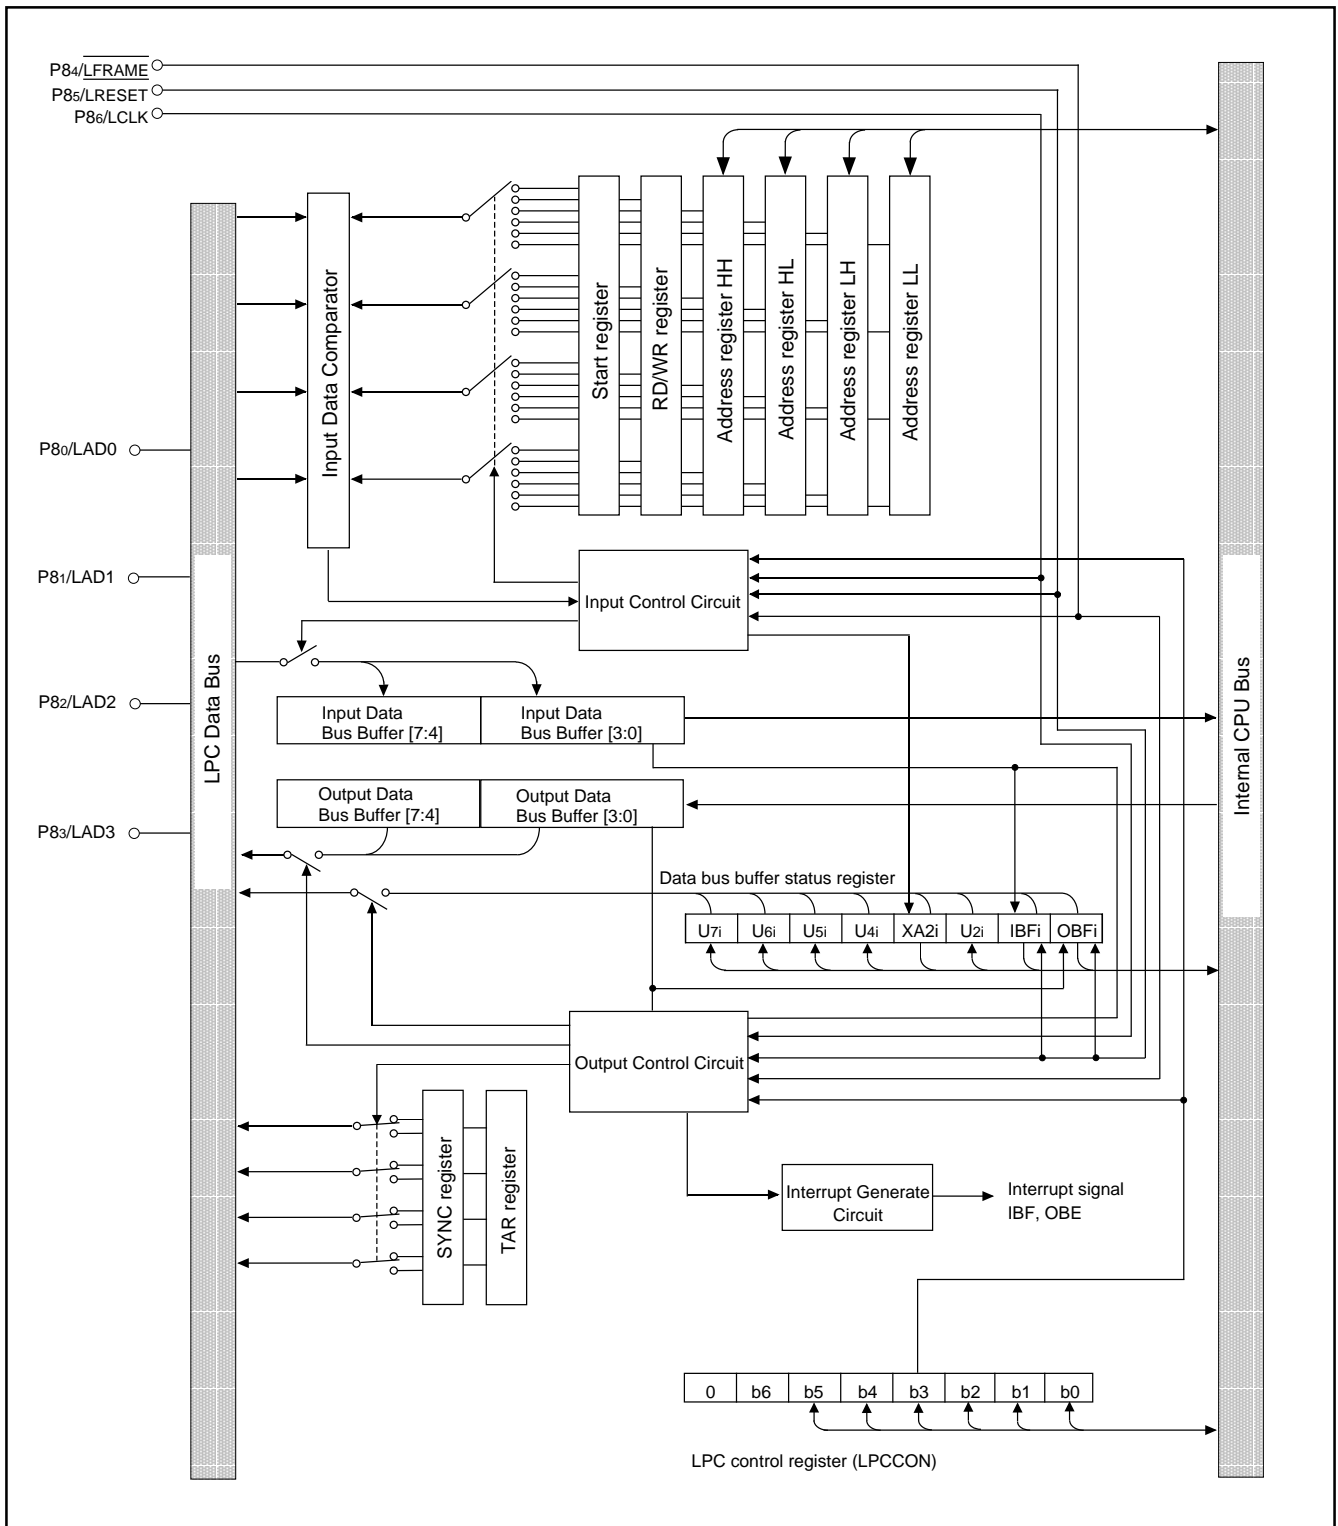 P84/LFRAME
P85/LRESET
P86/LCLK
Input Data Comparator
Start register
RD/WR register
Address register HH
Address register HL
Address register LH
Address register LL
P80/LAD0
P81/LAD1
P82/LAD2
P83/LAD3
LPC Data Bus
Internal CPU Bus
Input Control Circuit
Input Data
Bus Buffer [7:4]
Input Data
Bus Buffer [3:0]
Output Data
Bus Buffer [7:4]
Output Data
Bus Buffer [3:0]
Data bus buffer status register
U7i U6i U5i U4i XA2i U2i IBFi OBFi
Output Control Circuit
SYNC register
TAR register
Interrupt Generate
Circuit
Interrupt signal
IBF, OBE
0 b6 b5 b4 b3 b2 b1 b0
LPC control register (LPCCON)